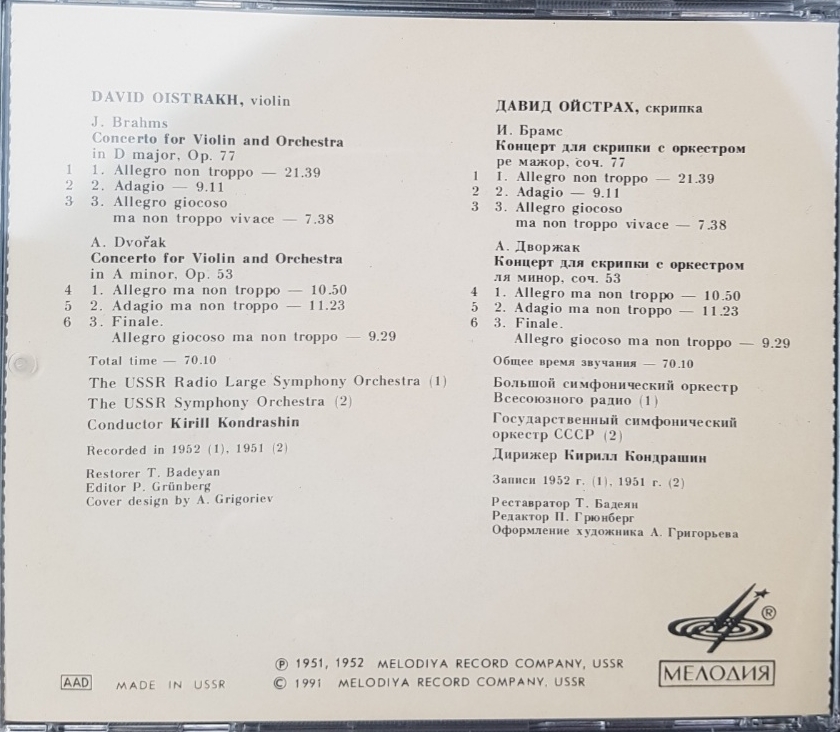 DAVID OISTRAKH, violin
J. Brahms
Concerto for Violin and Orchestra
in D major, Op. 77
1 1. Allegro non troppo — 21.39
2 2. Adagio — 9.11
3 3. Allegro giocoso
ma non troppo vivace — 7.38
A. Dvořak
Concerto for Violin and Orchestra
in A minor, Op. 53
4 1. Allegro ma non troppo — 10.50
5 2. Adagio ma non troppo — 11.23
6 3. Finale.
Allegro giocoso ma non troppo — 9.29
Total time — 70.10
The USSR Radio Large Symphony Orchestra (1)
The USSR Symphony Orchestra (2)
Conductor Kirill Kondrashin
Recorded in 1952 (1), 1951 (2)
Restorer T. Badeyan
Editor P. Grünberg
Cover design by A. Grigoriev
ДАВИД ОЙСТРАХ, скрипка
И. Брамс
Концерт для скрипки с оркестром
ре мажор, соч. 77
1 1. Allegro non troppo — 21.39
2 2. Adagio — 9.11
3 3. Allegro giocoso
ma non troppo vivace — 7.38
А. Дворжак
Концерт для скрипки с оркестром
ля минор, соч. 53
4 1. Allegro ma non troppo — 10.50
5 2. Adagio ma non troppo — 11.23
6 3. Finale.
Allegro giocoso ma non troppo — 9.29
Общее время звучания — 70.10
Большой симфонический оркестр
Всесоюзного радио (1)
Государственный симфонический
оркестр СССР (2)
Дирижер Кирилл Кондрашин
Записи 1952 г. (1), 1951 г. (2)
Реставратор Т. Бадеян
Редактор П. Грюнберг
Оформление художника А. Григорьева
®
МЕЛОДИЯ
AAD MADE IN USSR
℗ 1951, 1952 MELODIYA RECORD COMPANY, USSR
© 1991 MELODIYA RECORD COMPANY, USSR